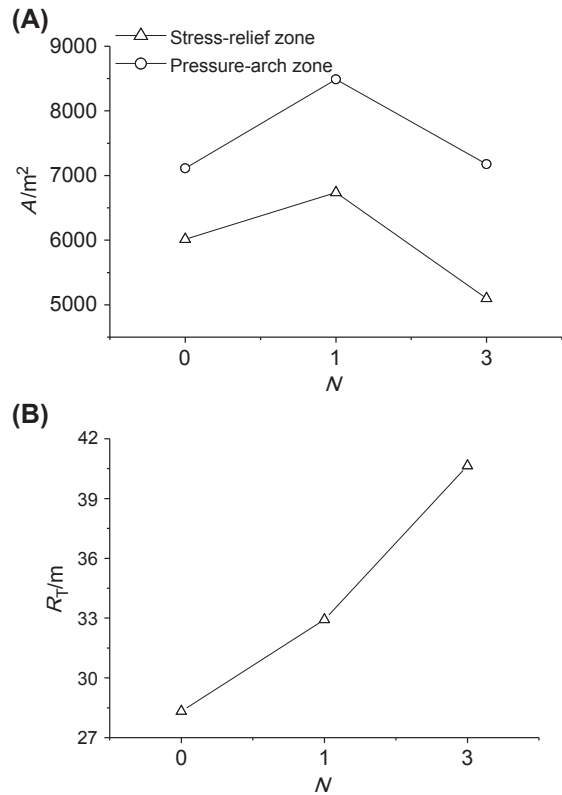 (A)
Stress-relief zone
Pressure-arch zone
9000
8000
7000
6000
5000
A/m²
0 1 3
N
(B)
42
39
36
33
30
27
R_T/m
0 1 3
N